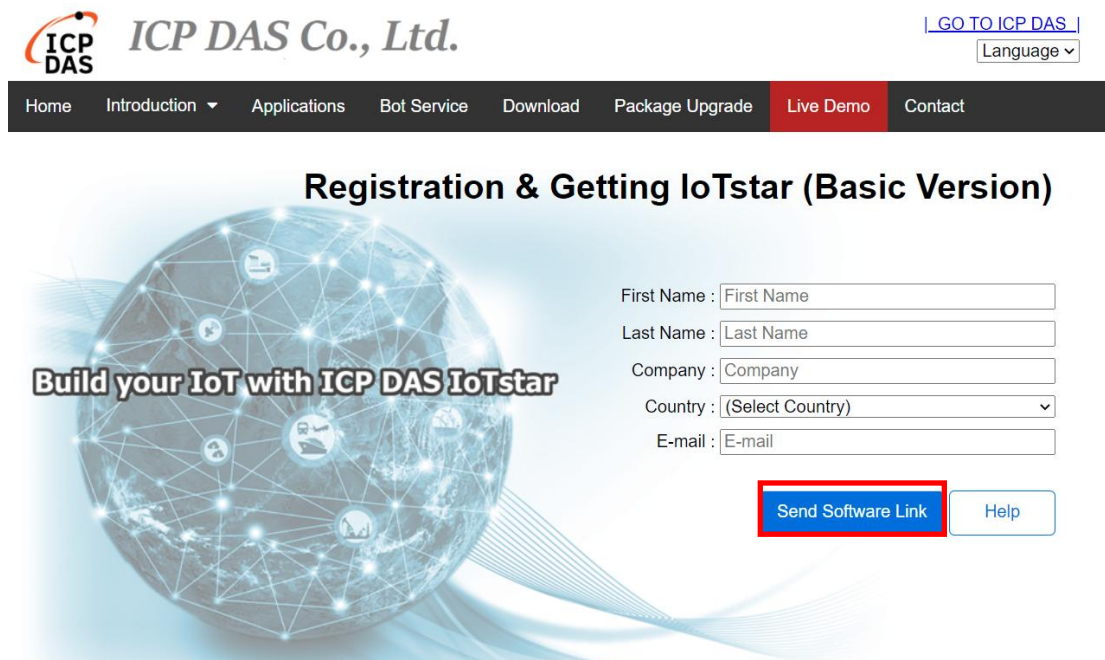 ICP
DAS
ICP DAS Co., Ltd.
| GO TO ICP DAS |
Language
Home Introduction Applications Bot Service Download Package Upgrade Live Demo Contact
Registration & Getting IoTstar (Basic Version)
First Name : First Name
Last Name : Last Name
Build your IoT with ICP DAS IoTstar
Company : Company
Country : (Select Country)
E-mail : E-mail
Send Software Link Help